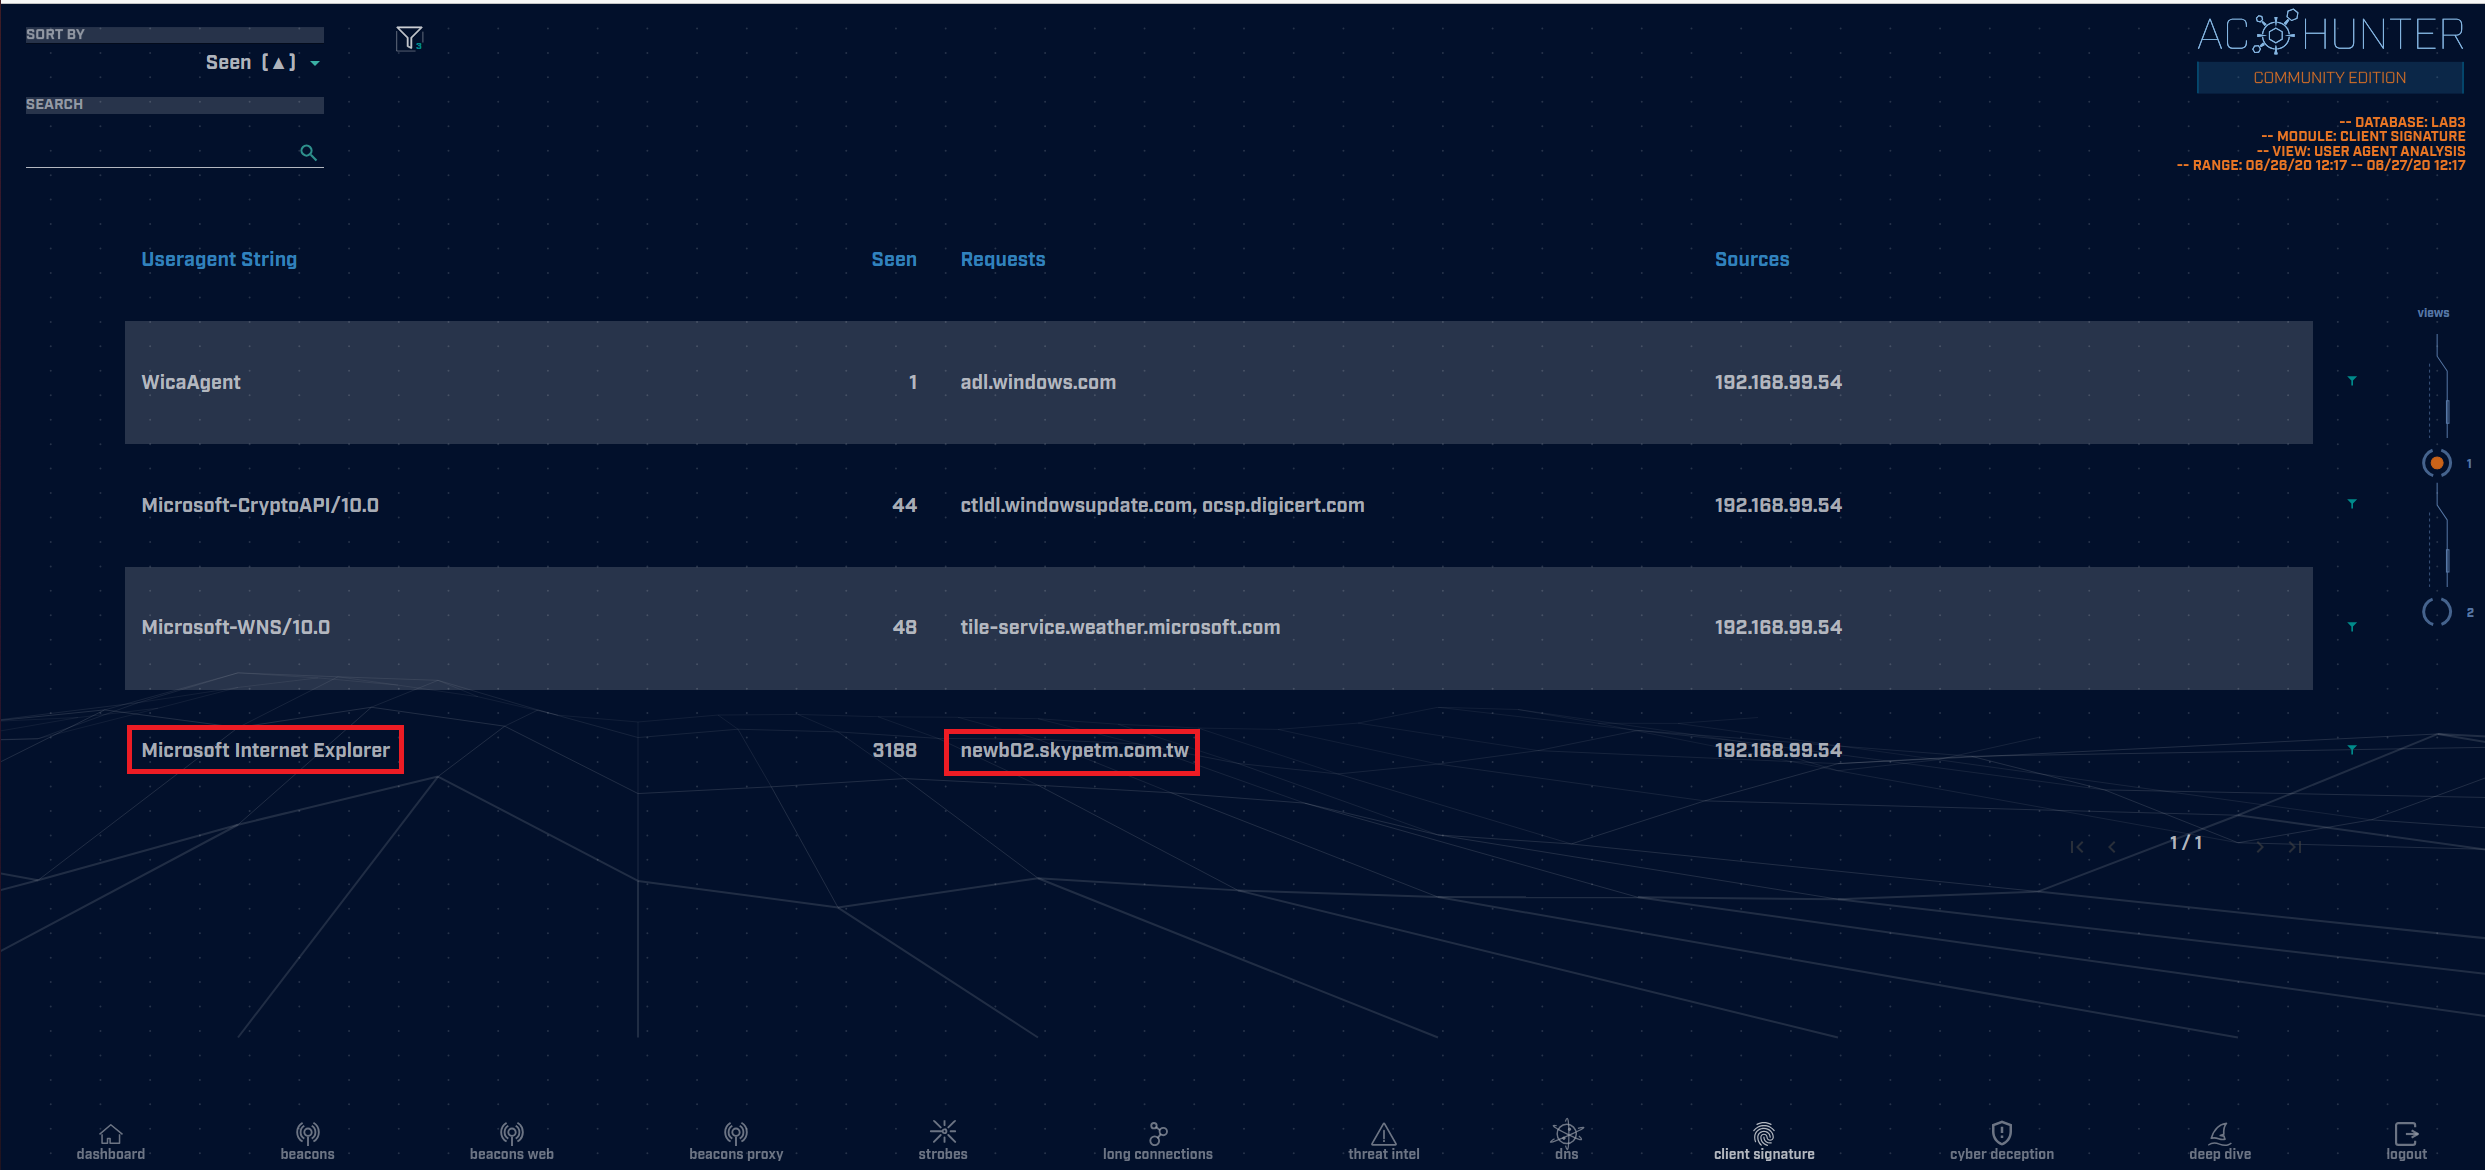 SORT BY
Seen [▲]
SEARCH
3
AC HUNTER
COMMUNITY EDITION
-- DATABASE: LAB3
-- MODULE: CLIENT SIGNATURE
-- VIEW: USER AGENT ANALYSIS
-- RANGE: 06/26/20 12:17 -- 06/27/20 12:17
Useragent String Seen Requests Sources
views
WicaAgent 1 adl.windows.com 192.168.99.54
1
Microsoft-CryptoAPI/10.0 44 ctldl.windowsupdate.com, ocsp.digicert.com 192.168.99.54
2
Microsoft-WNS/10.0 48 tile-service.weather.microsoft.com 192.168.99.54
Microsoft Internet Explorer 3188 newb02.skypetm.com.tw 192.168.99.54
1 / 1
dashboard beacons beacons web beacons proxy strobes long connections threat intel dns client signature cyber deception deep dive logout